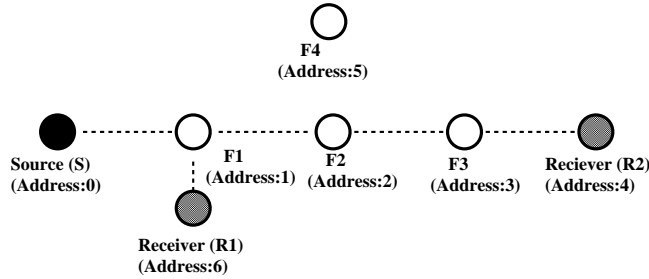 F4
(Address:5)
Source (S)
(Address:0)
F1
(Address:1)
F2
(Address:2)
F3
(Address:3)
Reciever (R2)
(Address:4)
Receiver (R1)
(Address:6)